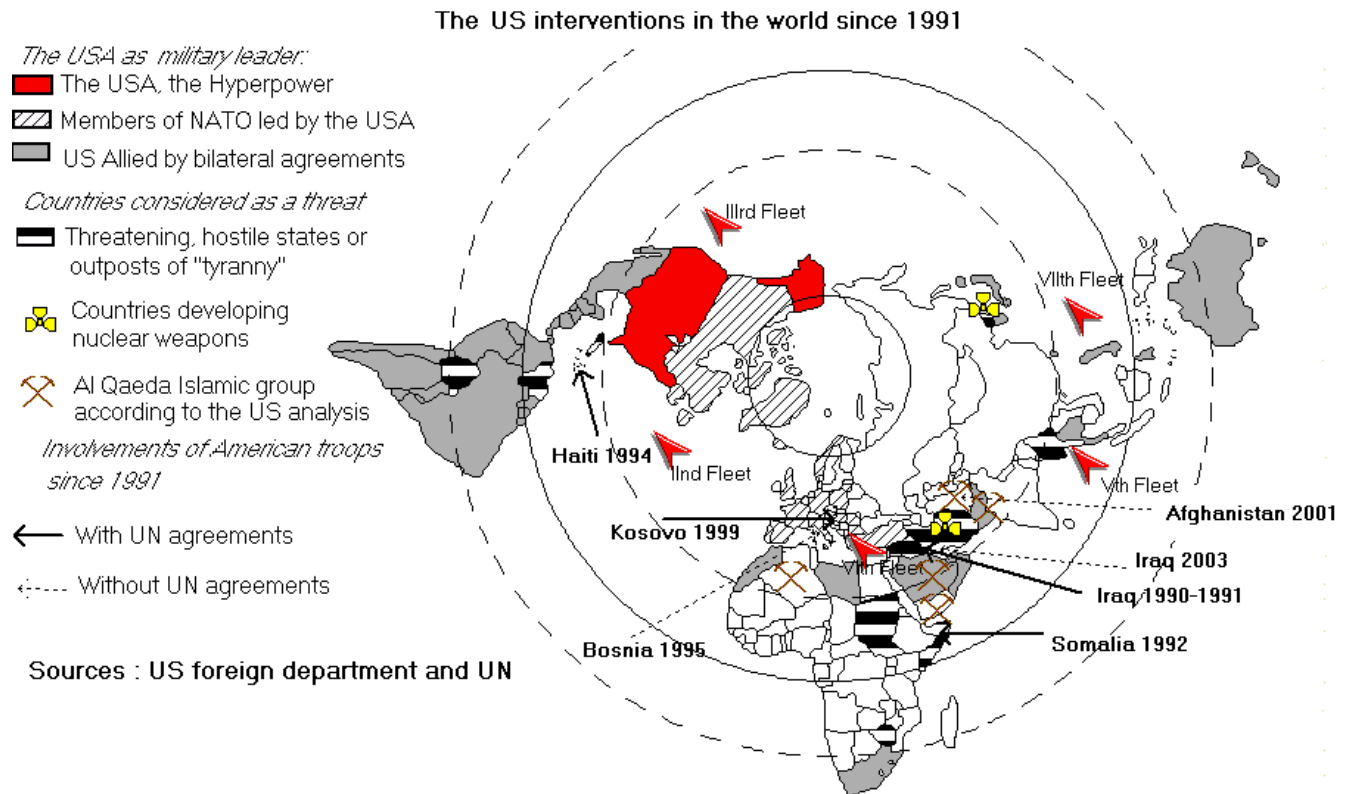 The US interventions in the world since 1991
The USA as military leader:
The USA, the Hyperpower
Members of NATO led by the USA
US Allied by bilateral agreements
Countries considered as a threat
Threatening, hostile states or
outposts of "tyranny"
Countries developing
nuclear weapons
Al Qaeda Islamic group
according to the US analysis
Involvements of American troops
since 1991
With UN agreements
Without UN agreements
Sources : US foreign department and UN
IIIrd Fleet
VIIth Fleet
Haiti 1994
IInd Fleet
Vth Fleet
Kosovo 1999
Afghanistan 2001
VIth Fleet
Iraq 2003
Iraq 1990-1991
Bosnia 1995
Somalia 1992